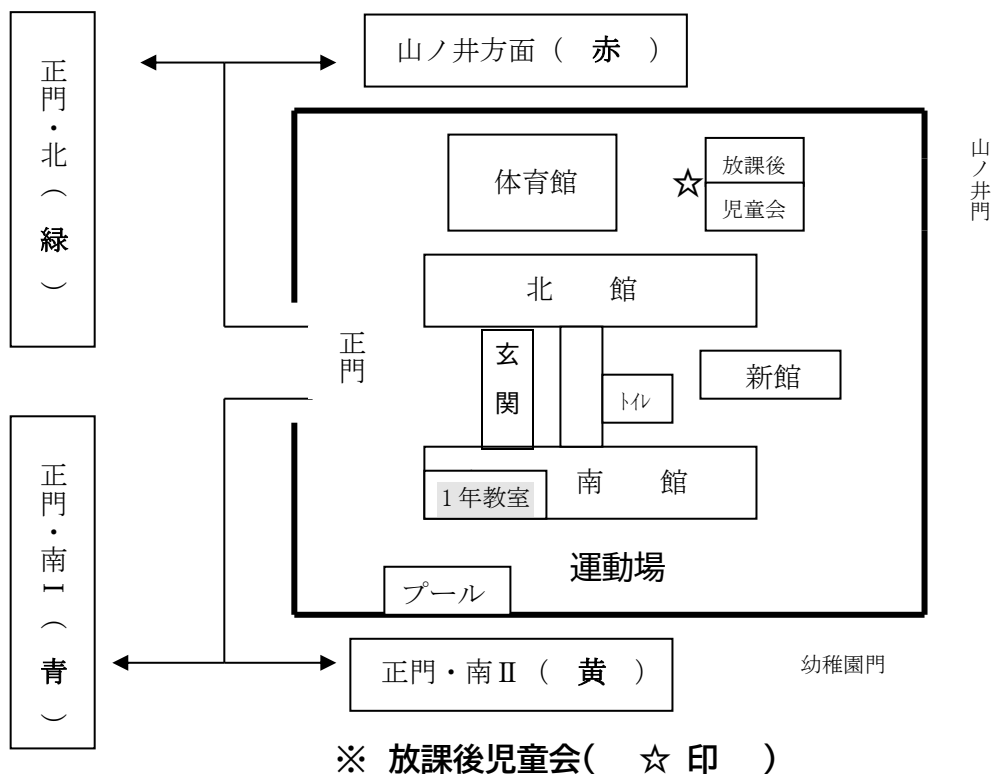 正門・北（ 緑 ）
山ノ井方面（ 赤 ）
山ノ井門
体育館
☆
放課後
児童会
北 館
正門
玄関
トイレ
新館
南 館
1年教室
運動場
プール
正門・南Ⅰ（ 青 ）
正門・南Ⅱ（ 黄 ）
幼稚園門
※ 放課後児童会( ☆ 印 )